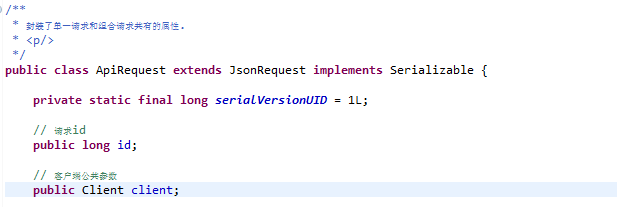 /**
 * 封装了单一请求和组合请求共有的属性.
 * <p/>
 */
public class ApiRequest extends JsonRequest implements Serializable {
private static final long serialVersionUID = 1L;
// 请求id
public long id;
// 客户端公共参数
public Client client;